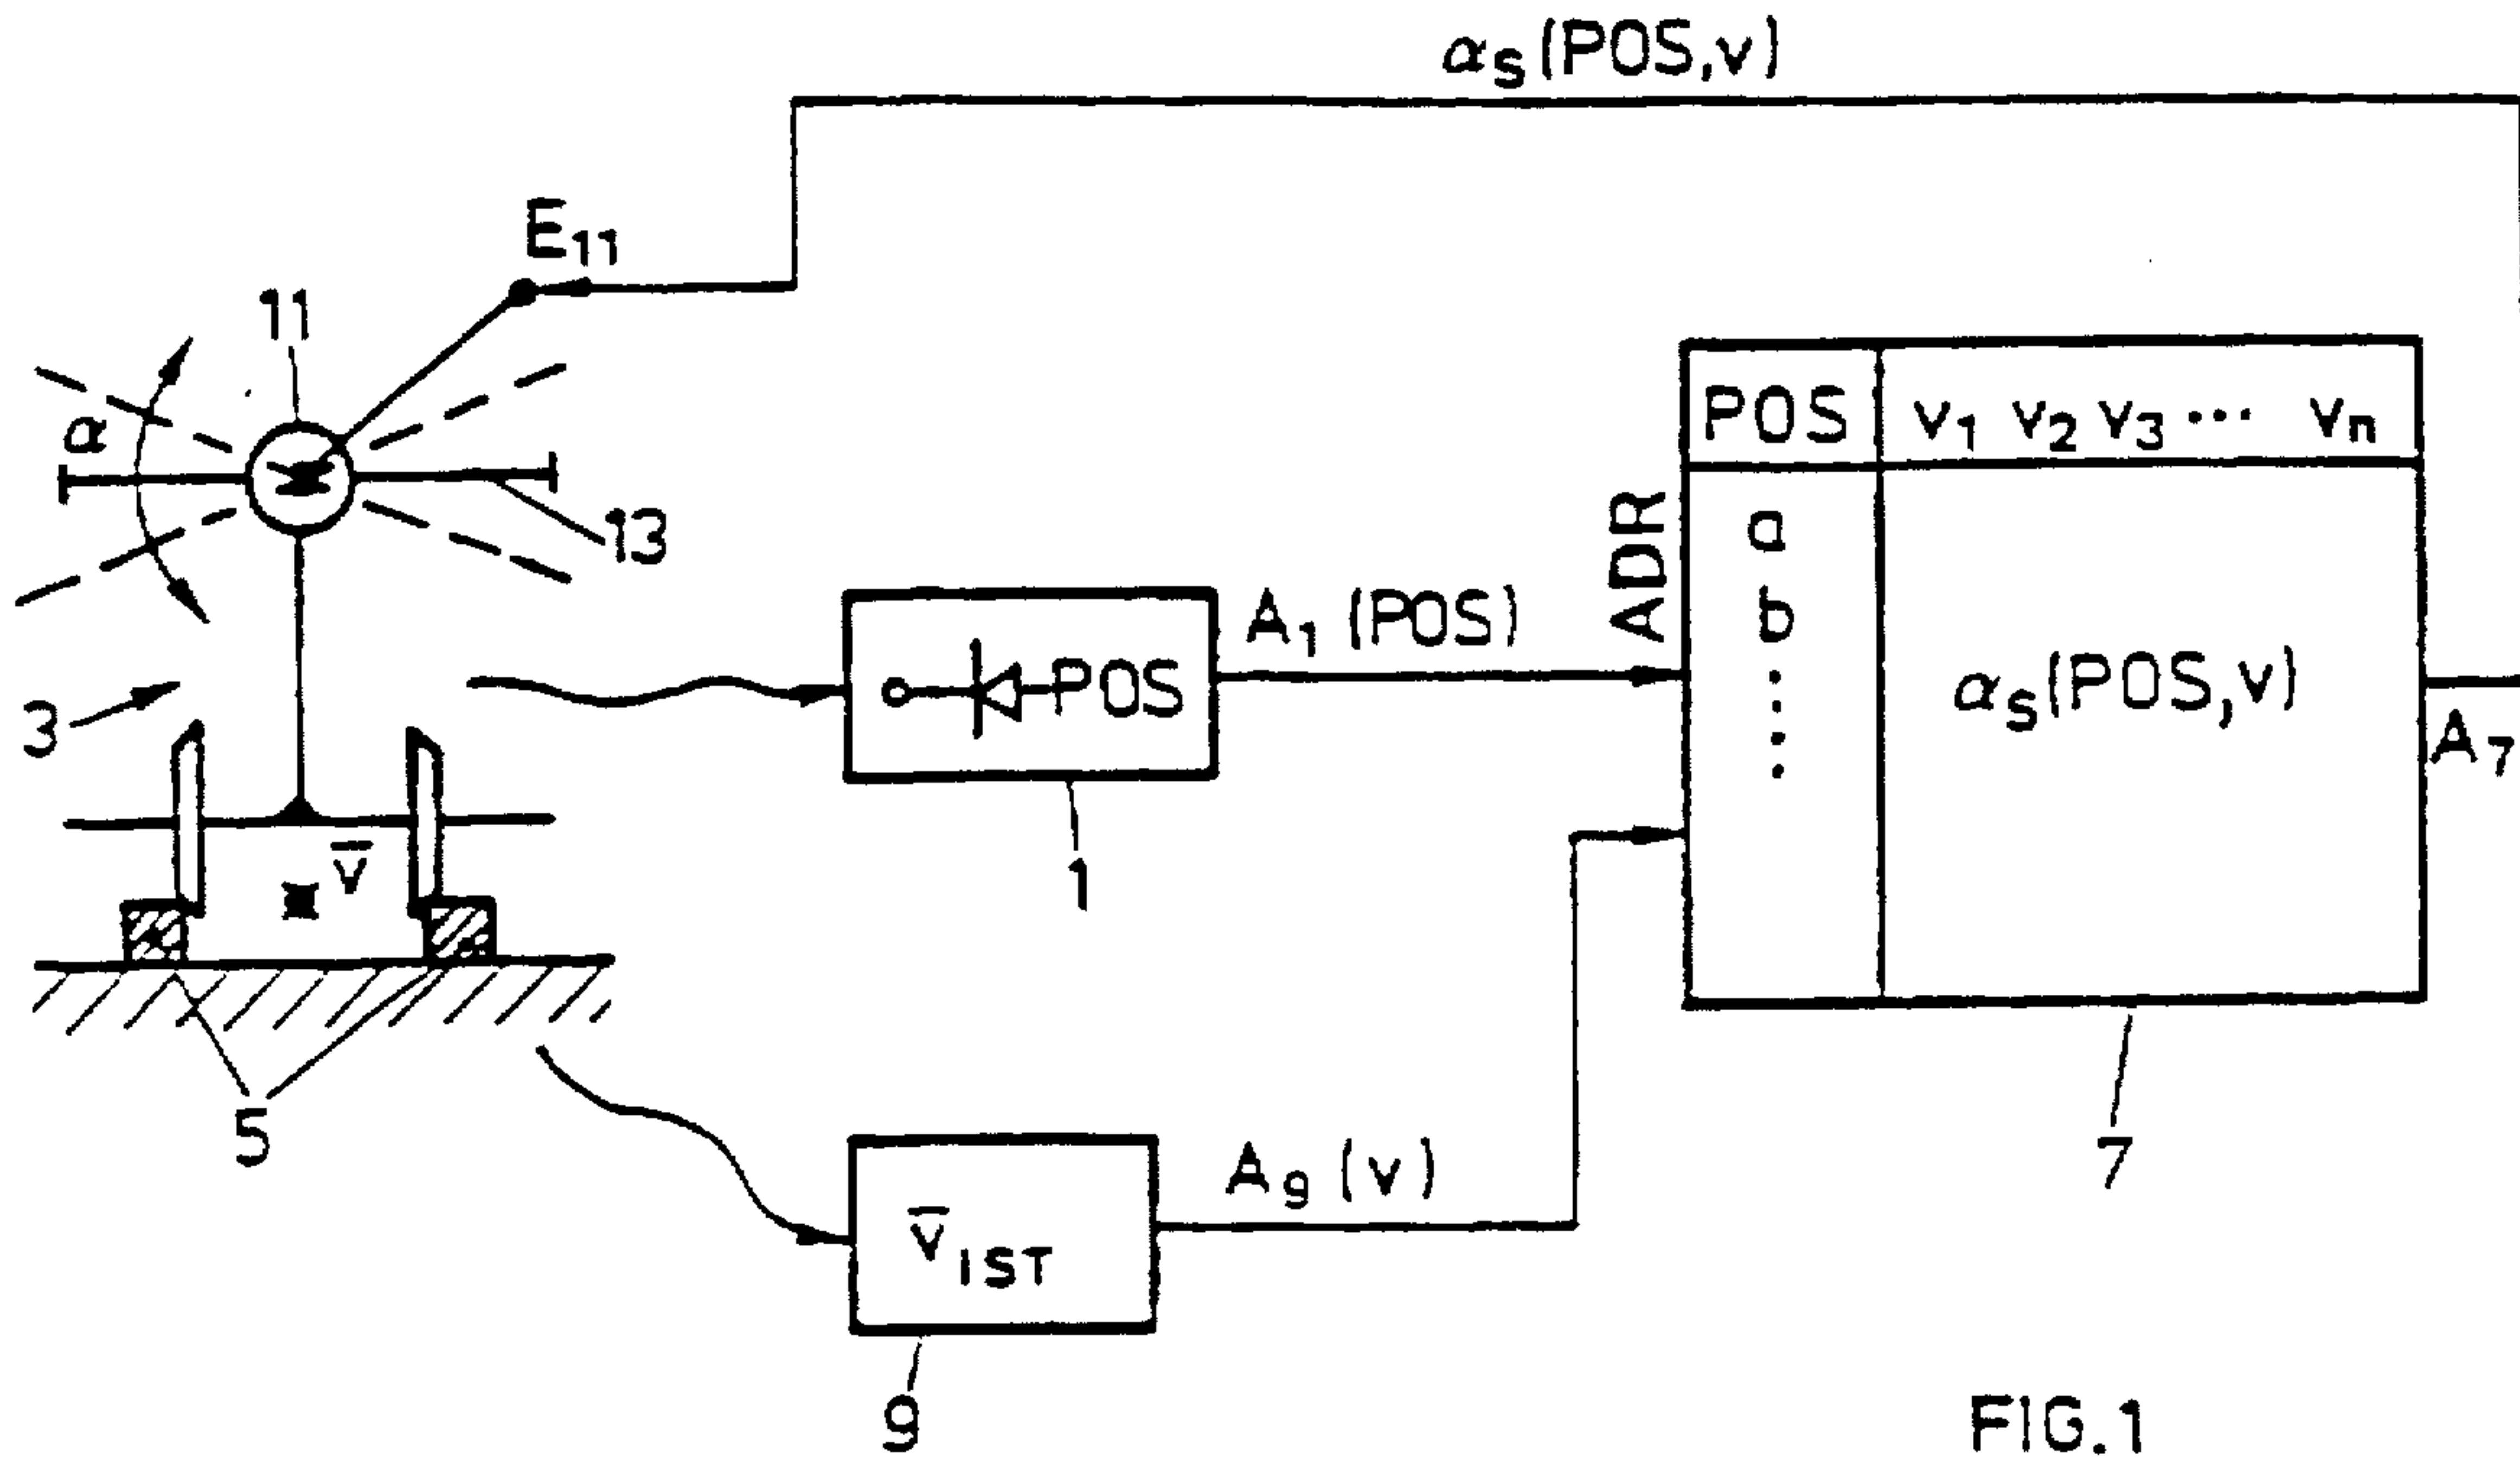 αS(POS,v)
E11
11
α
13
POS v1 v2 v3 ... vn
ADR
a
b
A1 (POS)
POS
αS(POS,v)
A7
3
v̅
1
5
A9 (v)
v̅IST
7
9
FIG.1